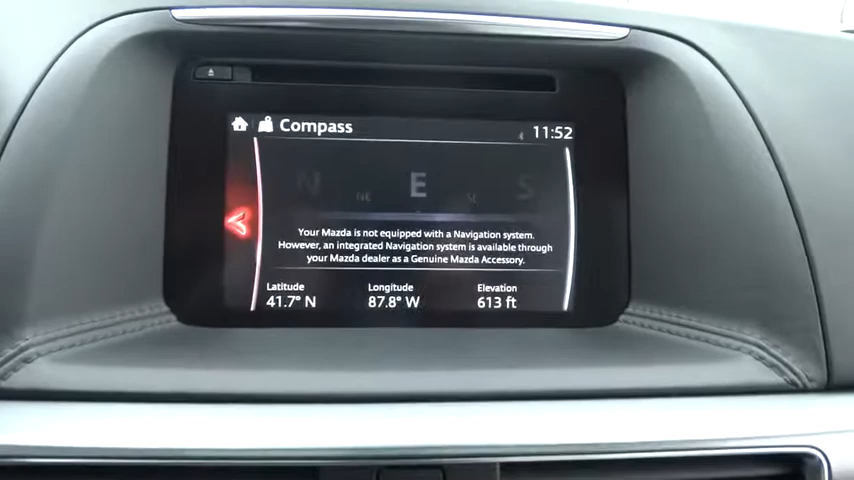 Compass
11:52
N NE E SE S
Your Mazda is not equipped with a Navigation system.
However, an integrated Navigation system is available through
your Mazda dealer as a Genuine Mazda Accessory.
Latitude Longitude Elevation
41.7° N 87.8° W 613 ft